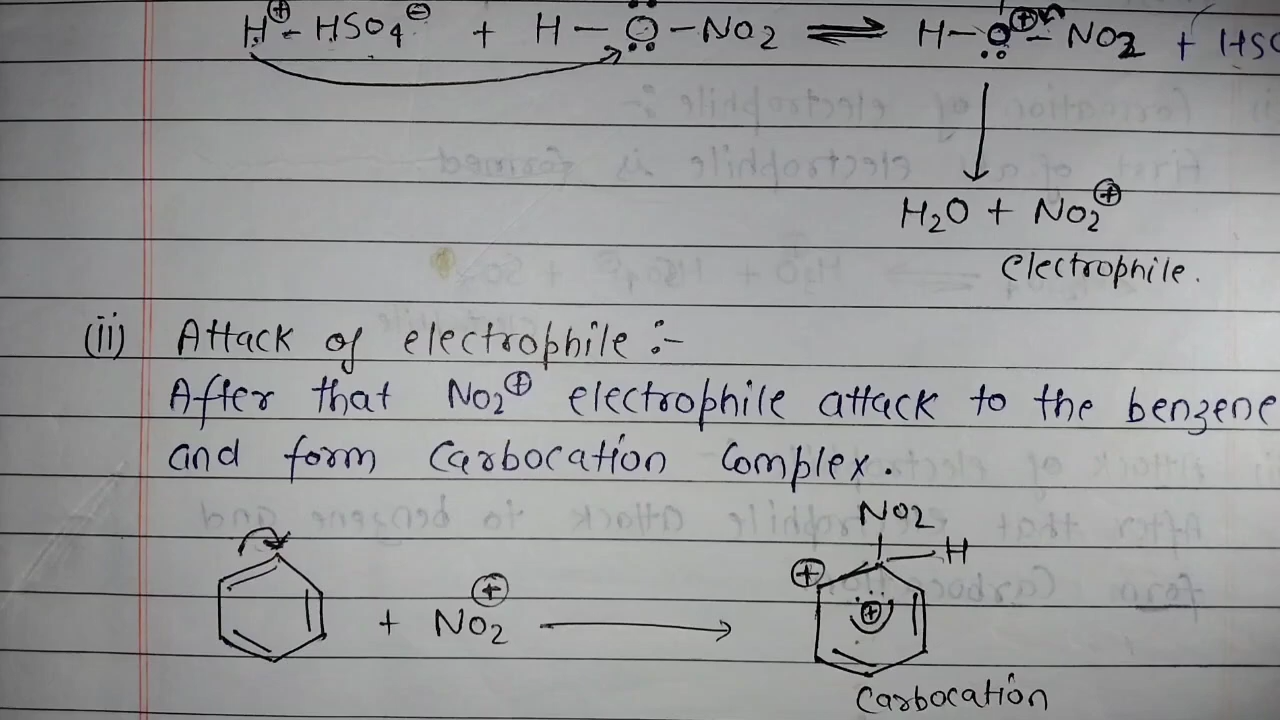 H⊕ - HSO4⊖ + H - Ö - NO2 ⇌ H - O⊕ - NO2 + HSO
H2O + NO2⊕
electrophile.
(ii) Attack of electrophile :-
After that NO2⊕ electrophile attack to the benzene
and form Carbocation Complex.
NO2
H
⊕
⊕
+ NO2⊕ →
Carbocation